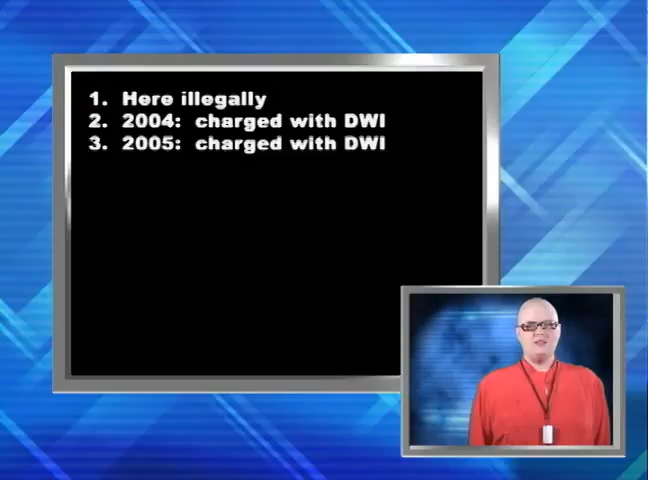 1. Here illegally
2. 2004: charged with DWI
3. 2005: charged with DWI